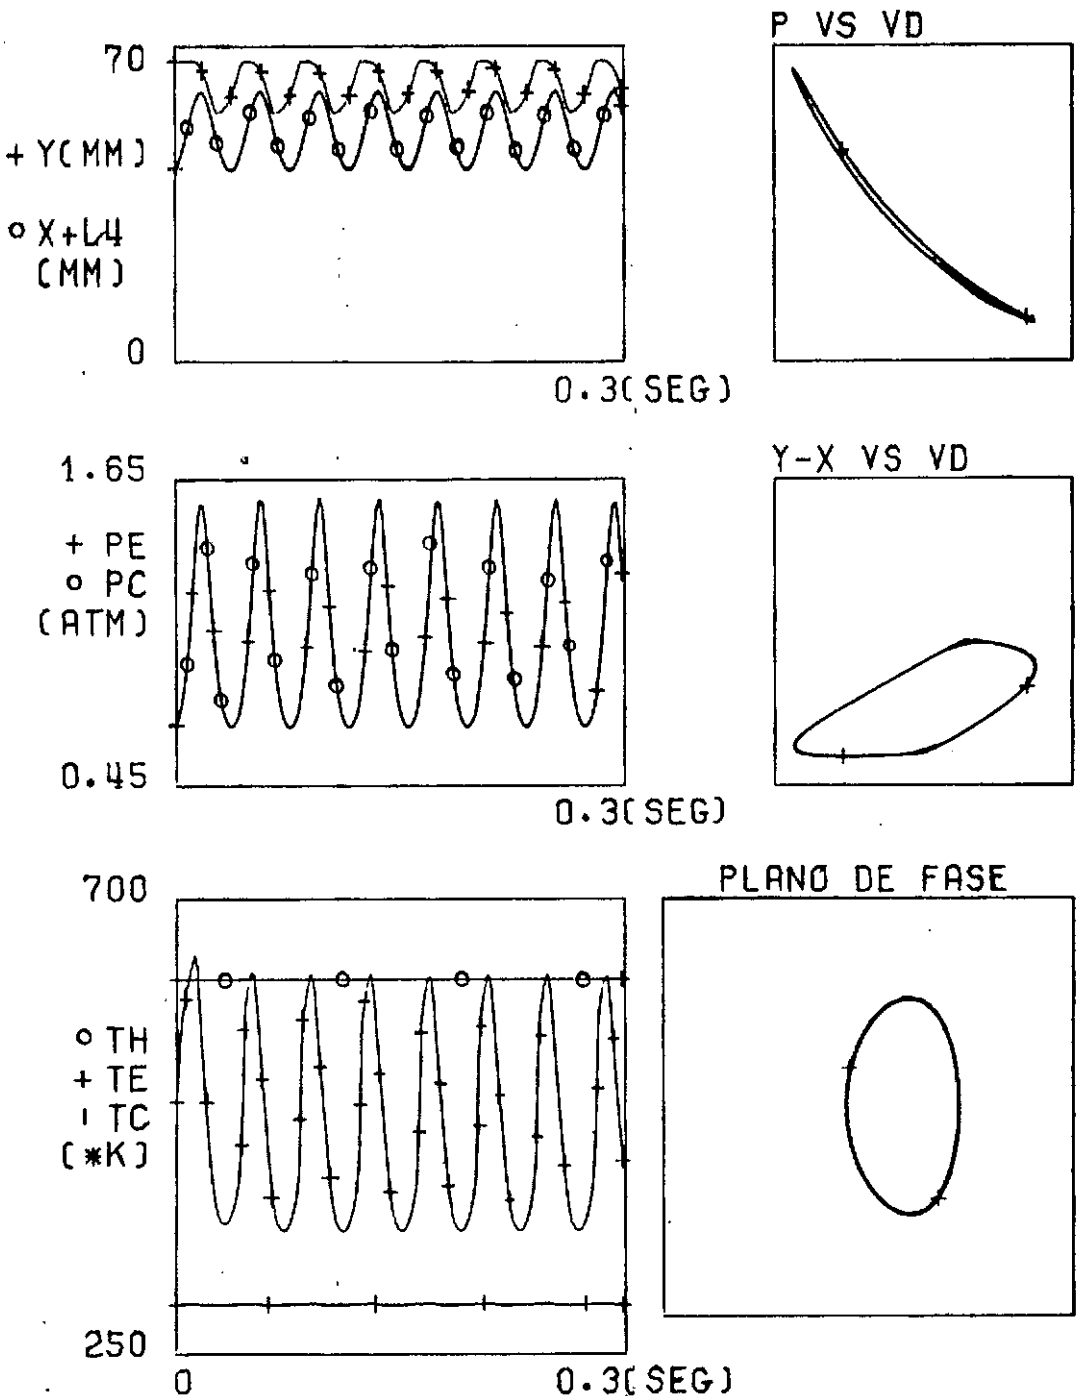 P VS VD
70
+ Y(MM)
o X+L4
(MM)
0
0.3(SEG)
Y-X VS VD
1.65
+ PE
o PC
(ATM)
0.45
0.3(SEG)
PLANO DE FASE
700
o TH
+ TE
ı TC
(*K)
250
0
0.3(SEG)